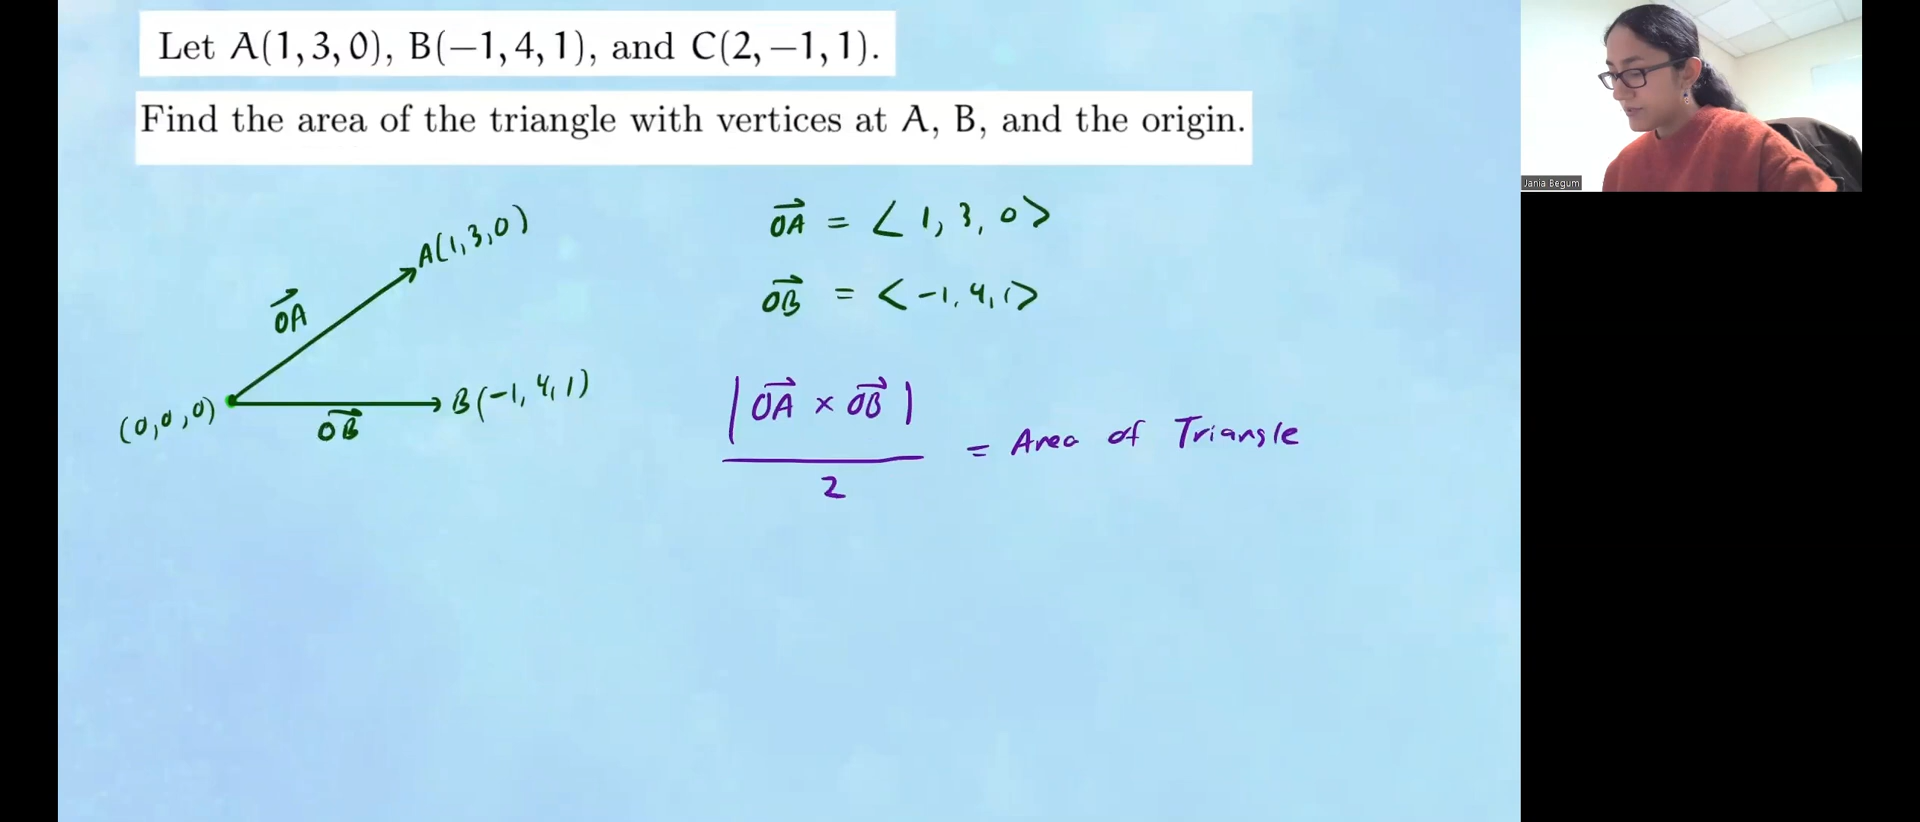 Let A(1, 3, 0), B(−1, 4, 1), and C(2, −1, 1).
Find the area of the triangle with vertices at A, B, and the origin.
Jania Begum
A(1,3,0)
OA
(0,0,0)
OB
B(-1,4,1)
OA = < 1, 3, 0 >
OB = < -1, 4, 1 >
|OA × OB|
2
= Area of Triangle